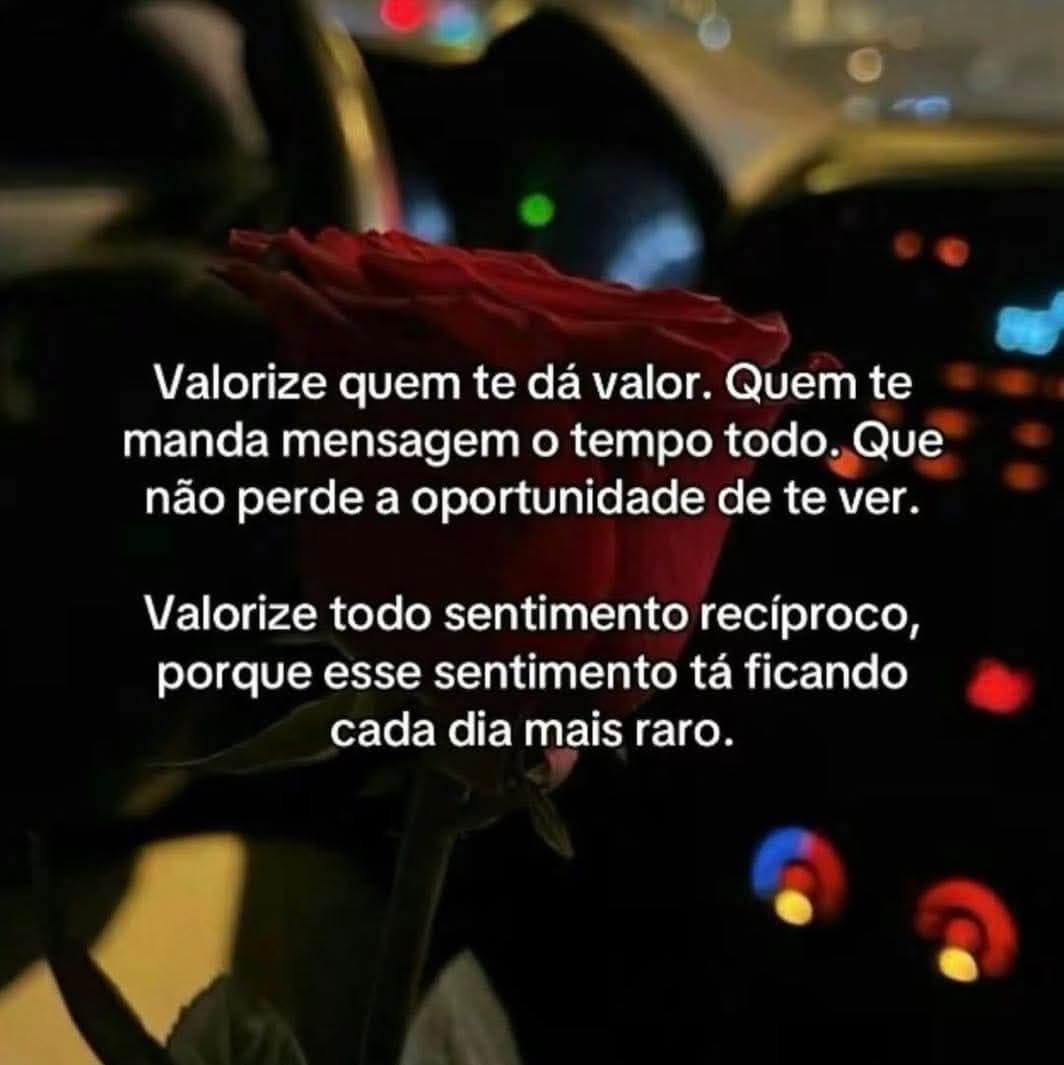 Valorize quem te dá valor. Quem te
manda mensagem o tempo todo. Que
não perde a oportunidade de te ver.
Valorize todo sentimento recíproco,
porque esse sentimento tá ficando
cada dia mais raro.